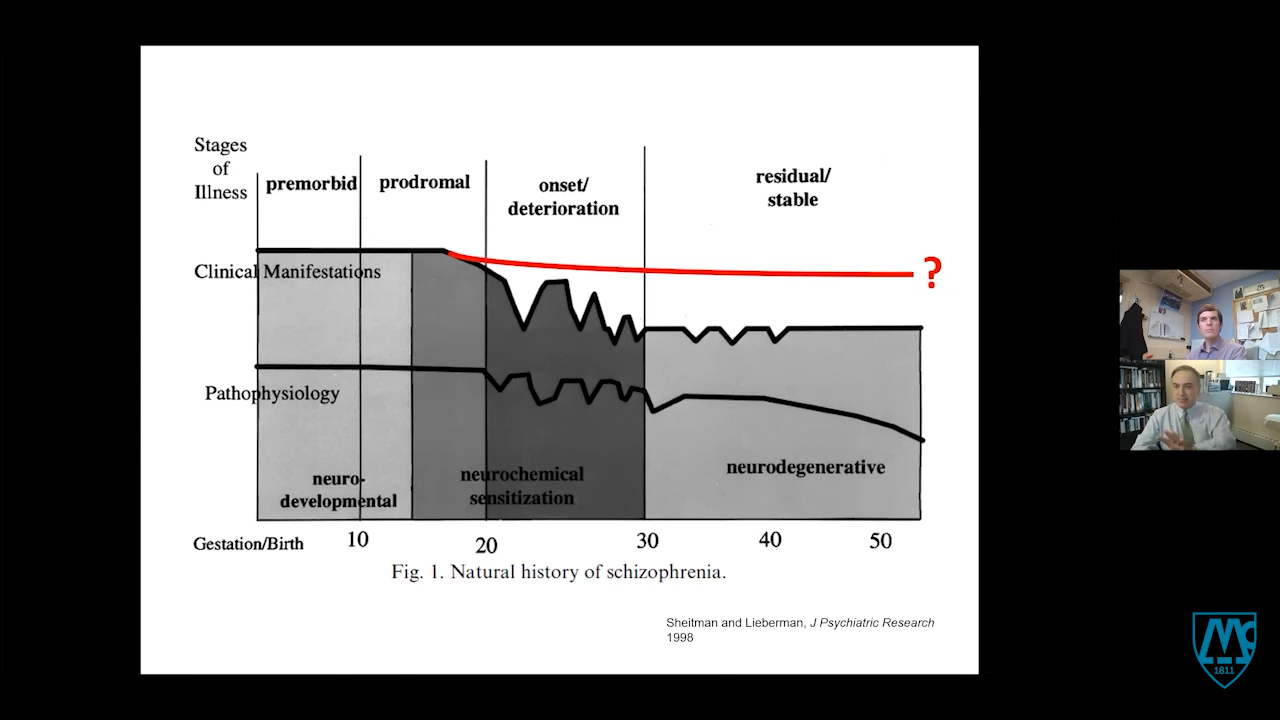 Stages
of
Illness
premorbid
prodromal
onset/
deterioration
residual/
stable
Clinical Manifestations
?
Pathophysiology
neuro-
developmental
neurochemical
sensitization
neurodegenerative
Gestation/Birth 10 20 30 40 50
Fig. 1. Natural history of schizophrenia.
Sheitman and Lieberman, J Psychiatric Research
1998
1811